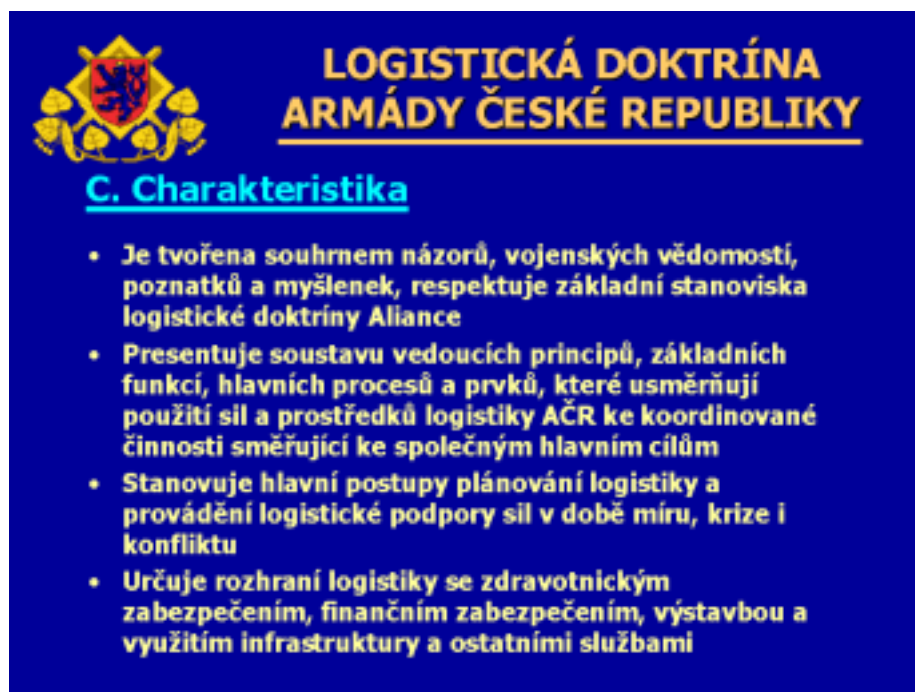 LOGISTICKÁ DOKTRÍNA
ARMÁDY ČESKÉ REPUBLIKY
C. Charakteristika
• Je tvořena souhrnem názorů, vojenských vědomostí,
poznatků a myšlenek, respektuje základní stanoviska
logistické doktríny Aliance
• Presentuje soustavu vedoucích principů, základních
funkcí, hlavních procesů a prvků, které usměrňují
použití sil a prostředků logistiky AČR ke koordinované
činnosti směřující ke společným hlavním cílům
• Stanovuje hlavní postupy plánování logistiky a
provádění logistické podpory sil v době míru, krize i
konfliktu
• Určuje rozhraní logistiky se zdravotnickým
zabezpečením, finančním zabezpečením, výstavbou a
využitím infrastruktury a ostatními službami